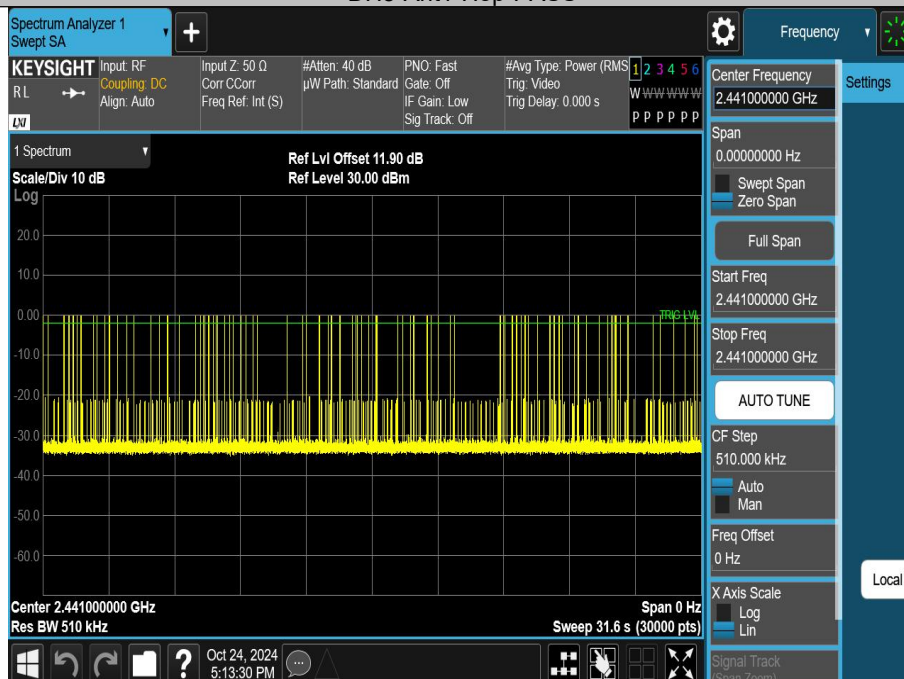 Spectrum Analyzer 1
Swept SA
+
Frequency
KEYSIGHT
RL
LXI
Input: RF
Coupling: DC
Align: Auto
Input Z: 50 Ω
Corr CCorr
Freq Ref: Int (S)
#Atten: 40 dB
µW Path: Standard
PNO: Fast
Gate: Off
IF Gain: Low
Sig Track: Off
#Avg Type: Power (RMS
Trig: Video
Trig Delay: 0.000 s
1 2 3 4 5 6
W W W W W W
P P P P P P
Center Frequency
2.441000000 GHz
Settings
1 Spectrum
Scale/Div 10 dB
Ref Lvl Offset 11.90 dB
Ref Level 30.00 dBm
Span
0.00000000 Hz
Swept Span
Zero Span
Full Span
Start Freq
2.441000000 GHz
Stop Freq
2.441000000 GHz
AUTO TUNE
CF Step
510.000 kHz
Auto
Man
Freq Offset
0 Hz
X Axis Scale
Log
Lin
Signal Track
(Span Zoom)
Local
Log
20.0
10.0
0.00
TRIG LVL
-10.0
-20.0
-30.0
-40.0
-50.0
-60.0
Center 2.441000000 GHz
Span 0 Hz
Res BW 510 kHz
Sweep 31.6 s (30000 pts)
?
Oct 24, 2024
5:13:30 PM